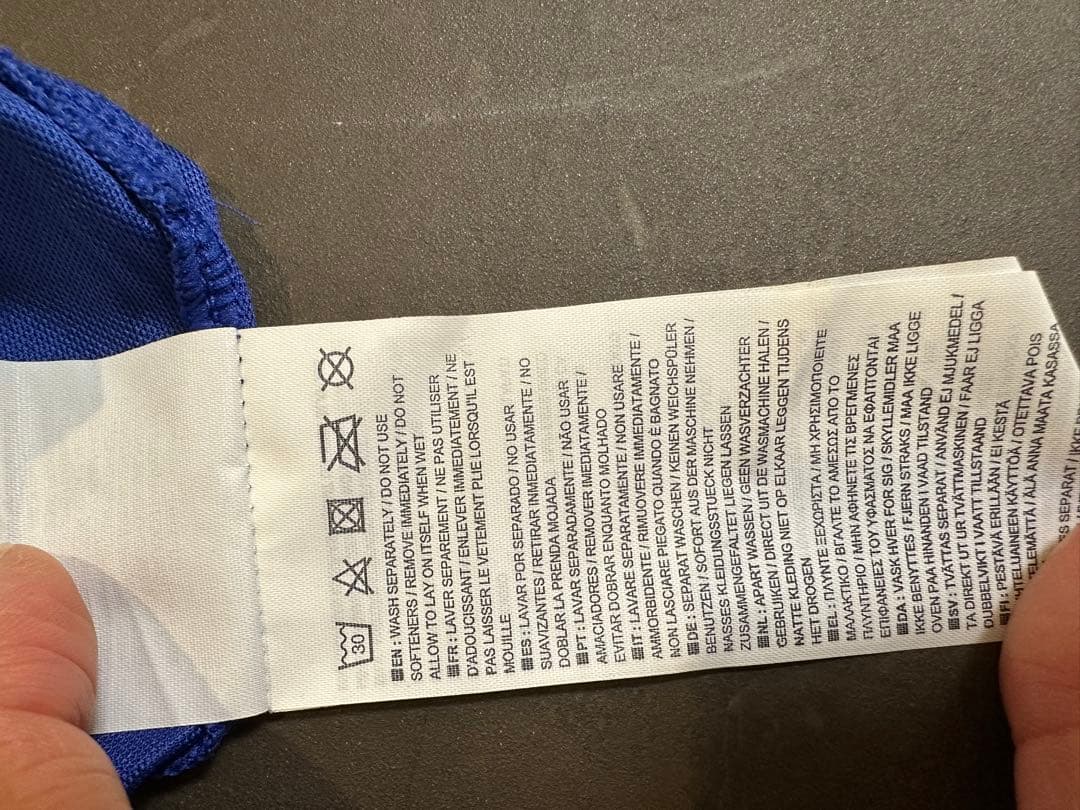 30
EN : WASH SEPARATELY / DO NOT USE
SOFTENERS / REMOVE IMMEDIATELY / DO NOT
ALLOW TO LAY ON ITSELF WHEN WET
FR : LAVER SEPAREMENT / NE PAS UTILISER
D'ADOUCISSANT / ENLEVER IMMEDIATEMENT / NE
PAS LAISSER LE VETEMENT PLIE LORSQU'IL EST
MOUILLE
ES : LAVAR POR SEPARADO / NO USAR
SUAVIZANTES / RETIRAR INMEDIATAMENTE / NO
DOBLAR LA PRENDA MOJADA
PT : LAVAR SEPARADAMENTE / NÃO USAR
AMACIADORES / REMOVER IMEDIATAMENTE /
EVITAR DOBRAR ENQUANTO MOLHADO
IT : LAVARE SEPARATAMENTE / NON USARE
AMMORBIDENTE / RIMUOVERE IMMEDIATAMENTE /
NON LASCIARE PIEGATO QUANDO È BAGNATO
DE : SEPARAT WASCHEN / KEINEN WEICHSPÜLER
BENUTZEN / SOFORT AUS DER MASCHINE NEHMEN /
NASSES KLEIDUNGSSTUECK NICHT
ZUSAMMENGEFALTET LIEGEN LASSEN
NL : APART WASSEN / GEEN WASVERZACHTER
GEBRUIKEN / DIRECT UIT DE WASMACHINE HALEN /
NATTE KLEDING NIET OP ELKAAR LEGGEN TIJDENS
HET DROGEN
EL : ΠΛΥΝΤΕ ΞΕΧΩΡΙΣΤΑ / ΜΗ ΧΡΗΣΙΜΟΠΟΙΕΙΤΕ
ΜΑΛΑΚΤΙΚΟ / ΒΓΑΛΤΕ ΤΟ ΑΜΕΣΩΣ ΑΠΟ ΤΟ
ΠΛΥΝΤΗΡΙΟ / ΜΗΝ ΑΦΗΝΕΤΕ ΤΙΣ ΒΡΕΓΜΕΝΕΣ
ΕΠΙΦΑΝΕΙΕΣ ΤΟΥ ΥΦΑΣΜΑΤΟΣ ΝΑ ΕΦΑΠΤΟΝΤΑΙ
DA : VASK HVER FOR SIG / SKYLLEMIDLER MAA
IKKE BENYTTES / FJERN STRAKS / MAA IKKE LIGGE
OVEN PAA HINANDEN I VAAD TILSTAND
SV : TVÄTTAS SEPARAT / ANVÄND EJ MJUKMEDEL /
TA DIREKT UT UR TVÄTTMASKINEN / FAAR EJ LIGGA
DUBBELVIKT I VAATT TILLSTAAND
FI : PESTÄVÄ ERILLÄÄN / EI KESTÄ
KÄYTTÖÄ / OTETTAVA POIS
ÄLÄ ANNA MÄRÄTÄ KASASSA
SEPARAT /